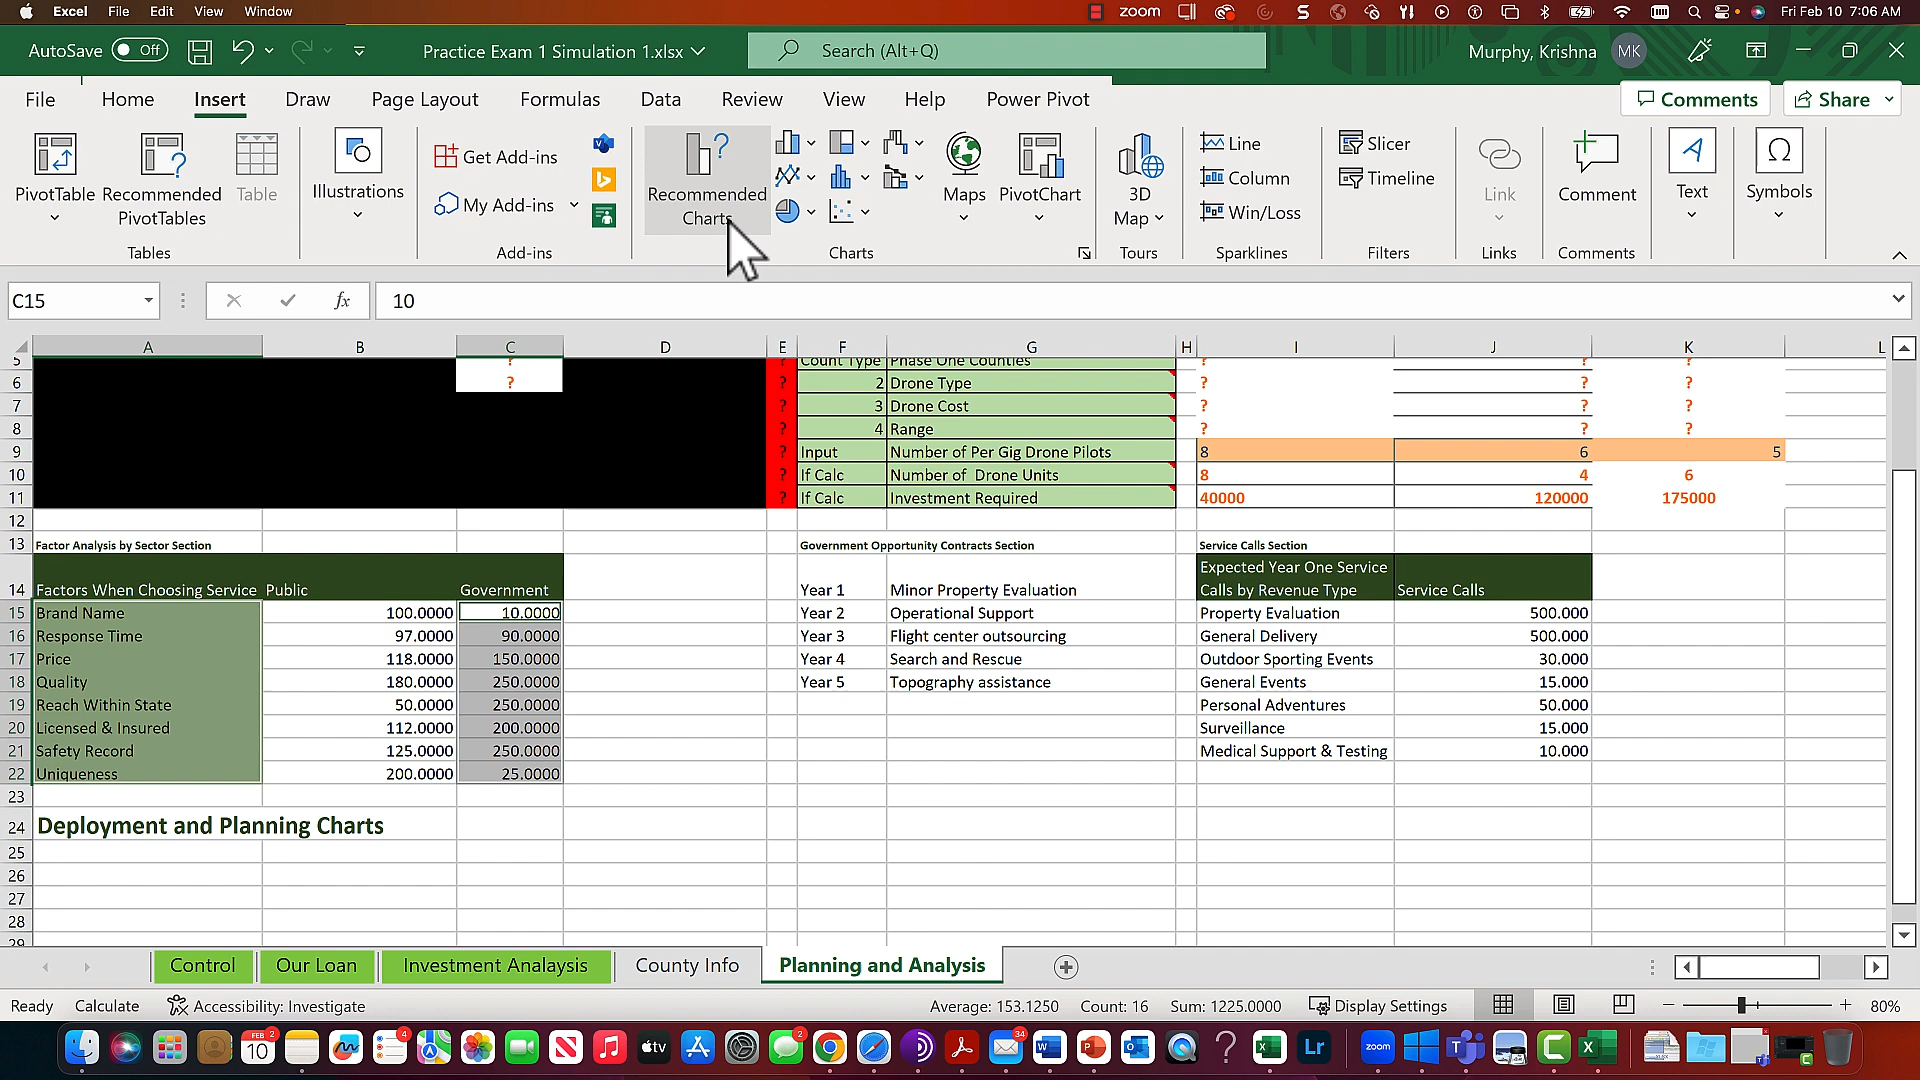 Excel File Edit View Window zoom Fri Feb 10 7:06 AM
AutoSave Off Practice Exam 1 Simulation 1.xlsx Search (Alt+Q) Murphy, Krishna MK
File Home Insert Draw Page Layout Formulas Data Review View Help Power Pivot Comments Share
PivotTable Recommended PivotTables Table Illustrations Get Add-ins My Add-ins Recommended Charts Maps PivotChart 3D Map Line Column Win/Loss Slicer Timeline Link Comment Text Symbols
Tables Add-ins Charts Tours Sparklines Filters Links Comments
C15 fx 10
A B C D E F G H I J K L
5 ? ? Count Type Phase One Counties ? ? ?
6 ? ? 2 Drone Type ? ? ?
7 ? 3 Drone Cost ? ? ?
8 ? 4 Range ? ? ?
9 ? Input Number of Per Gig Drone Pilots 8 6 5
10 ? If Calc Number of Drone Units 8 4 6
11 ? If Calc Investment Required 40000 120000 175000
12
13 Factor Analysis by Sector Section Government Opportunity Contracts Section Service Calls Section
Expected Year One Service
14 Factors When Choosing Service Public Government Year 1 Minor Property Evaluation Calls by Revenue Type Service Calls
15 Brand Name 100.0000 10.0000 Year 2 Operational Support Property Evaluation 500.000
16 Response Time 97.0000 90.0000 Year 3 Flight center outsourcing General Delivery 500.000
17 Price 118.0000 150.0000 Year 4 Search and Rescue Outdoor Sporting Events 30.000
18 Quality 180.0000 250.0000 Year 5 Topography assistance General Events 15.000
19 Reach Within State 50.0000 250.0000 Personal Adventures 50.000
20 Licensed & Insured 112.0000 200.0000 Surveillance 15.000
21 Safety Record 125.0000 250.0000 Medical Support & Testing 10.000
22 Uniqueness 200.0000 25.0000
23
24 Deployment and Planning Charts
25
26
27
28
29
Control Our Loan Investment Analaysis County Info Planning and Analysis
Ready Calculate Accessibility: Investigate Average: 153.1250 Count: 16 Sum: 1225.0000 Display Settings 80%
FEB 10 2 4 tv 2 34 Lr zoom